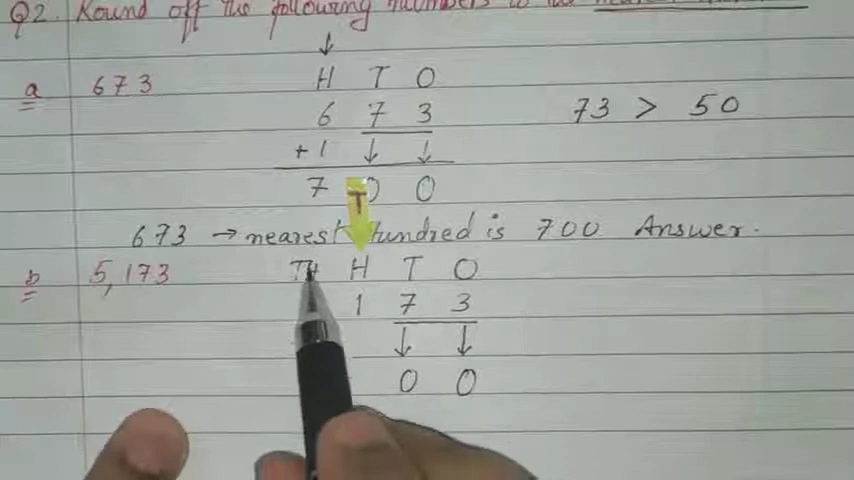 Q2. Round off the following numbers to the nearest
a 673 H T O
6 7 3 73 > 50
+ 1 ↓ ↓
7 0 0
673 → nearest hundred is 700 Answer.
b 5,173 TH H T O
1 7 3
↓ ↓
0 0